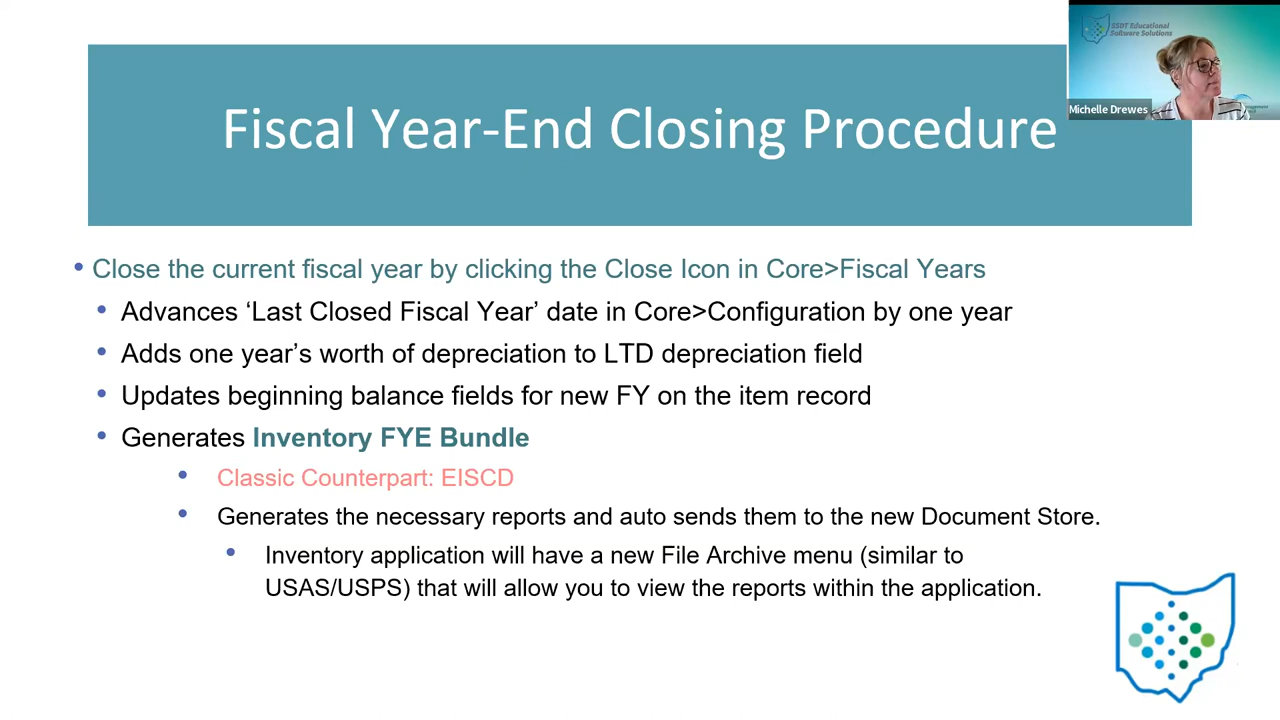 SSDT Educational
Software Solutions
Michelle Drewes
Fiscal Year-End Closing Procedure
• Close the current fiscal year by clicking the Close Icon in Core>Fiscal Years
• Advances ‘Last Closed Fiscal Year’ date in Core>Configuration by one year
• Adds one year’s worth of depreciation to LTD depreciation field
• Updates beginning balance fields for new FY on the item record
• Generates Inventory FYE Bundle
• Classic Counterpart: EISCD
• Generates the necessary reports and auto sends them to the new Document Store.
• Inventory application will have a new File Archive menu (similar to
USAS/USPS) that will allow you to view the reports within the application.